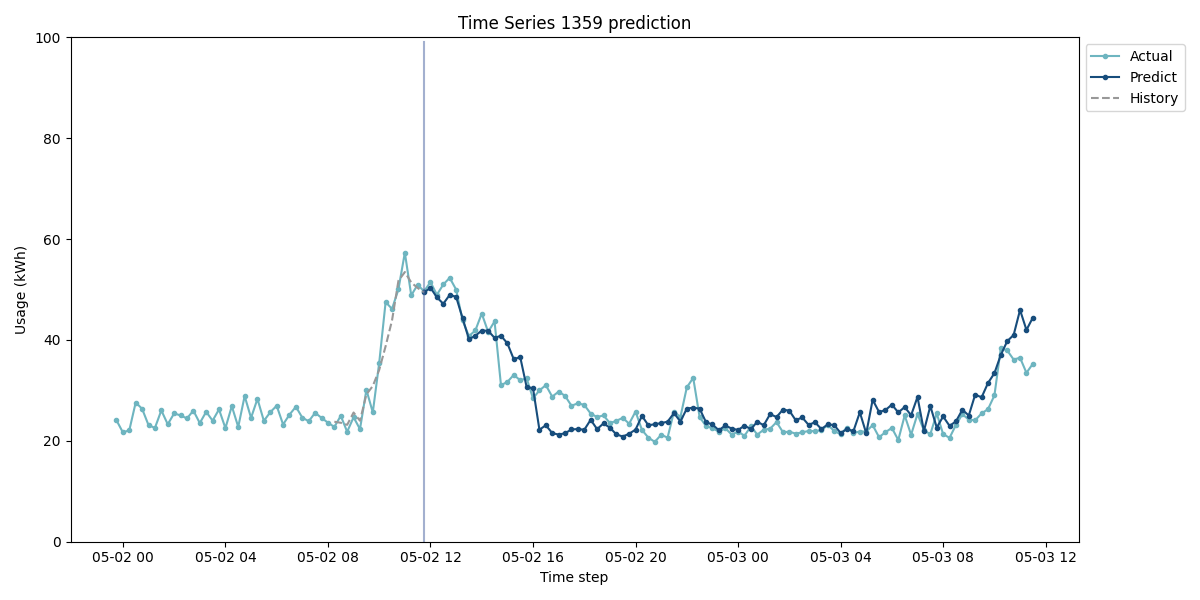 Time Series 1359 prediction
100
80
60
40
20
0
Usage (kWh)
05-02 00 05-02 04 05-02 08 05-02 12 05-02 16 05-02 20 05-03 00 05-03 04 05-03 08 05-03 12
Time step
Actual
Predict
History